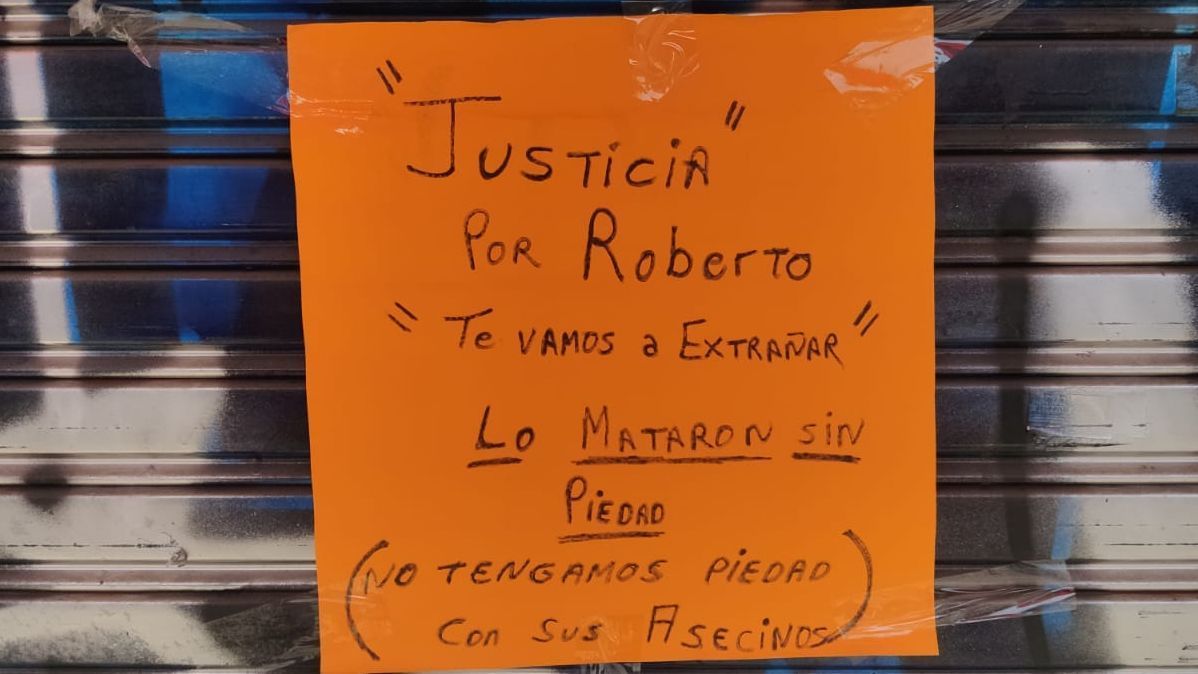 "JUSTiCiA"
POR Roberto
"Te VAMOS a EXTRAÑAR"
Lo MATARON SiN
PiEDAD
(NO TENGAMOS PiEDAD
Con Sus ASECiNOS)